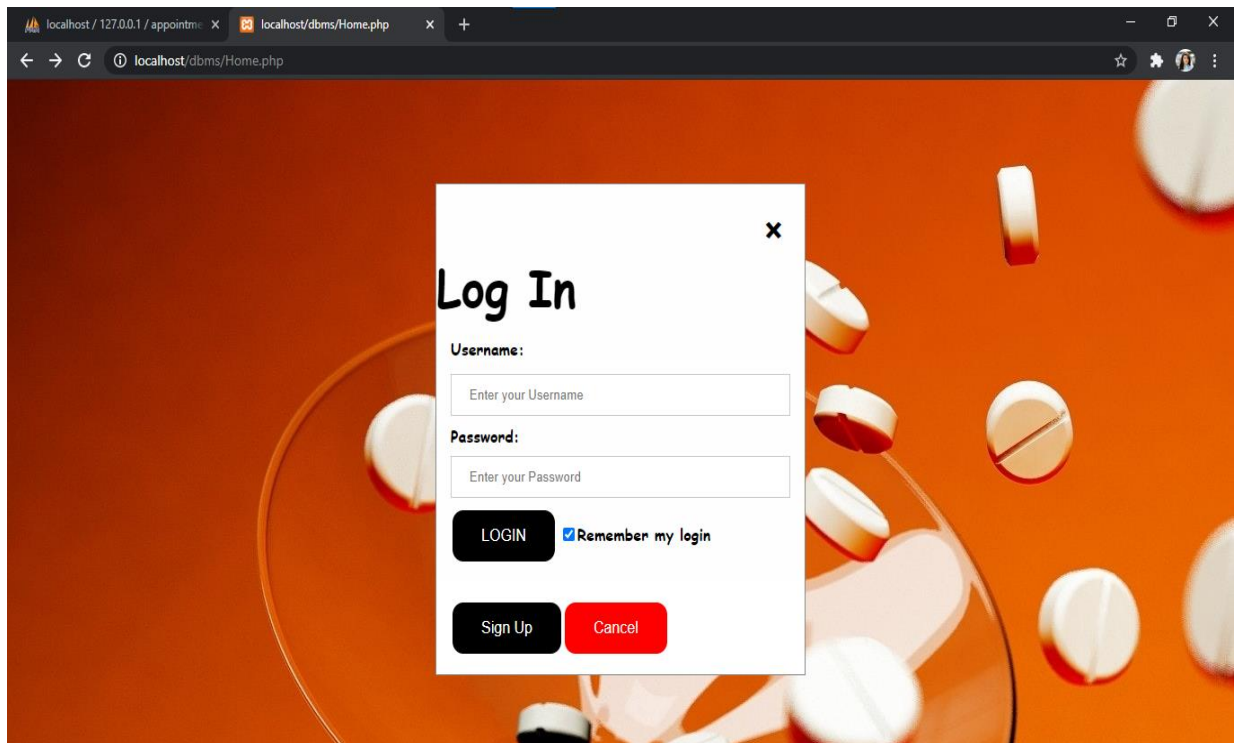 localhost / 127.0.0.1 / appointme
localhost/dbms/Home.php
localhost/dbms/Home.php
Log In
Username:
Enter your Username
Password:
Enter your Password
LOGIN Remember my login
Sign Up Cancel